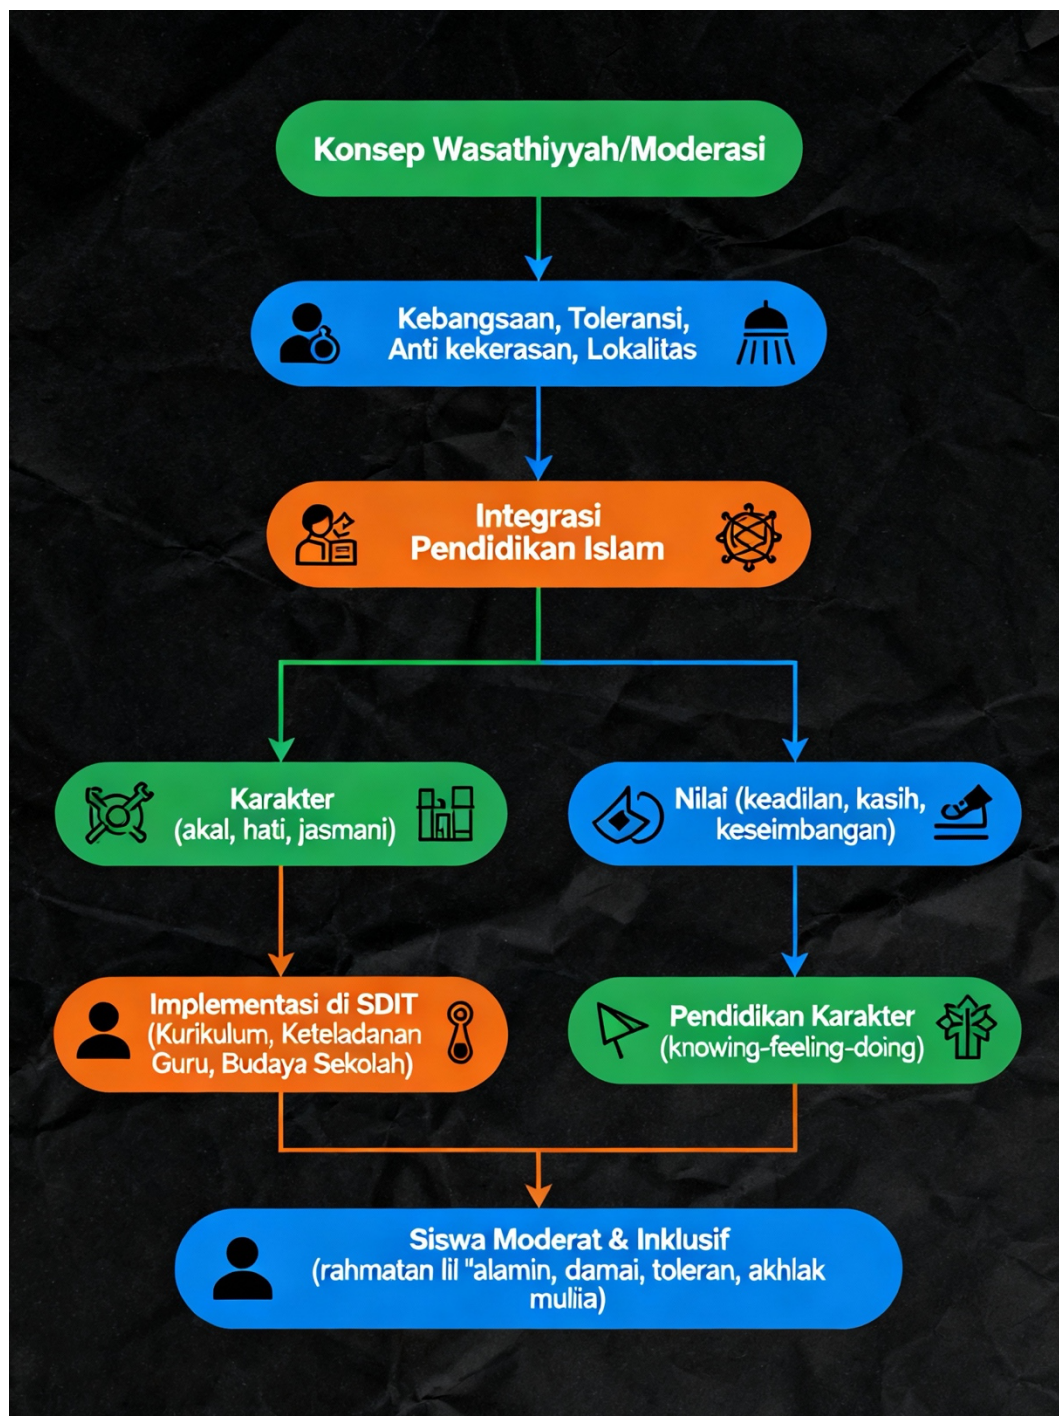 Konsep Wasathiyyah/Moderasi
Kebangsaan, Toleransi,
Anti kekerasan, Lokalitas
Integrasi
Pendidikan Islam
Karakter
(akal, hati, jasmani)
Nilai (keadilan, kasih,
keseimbangan)
Implementasi di SDIT
(Kurikulum, Keteladanan
Guru, Budaya Sekolah)
Pendidikan Karakter
(knowing-feeling-doing)
Siswa Moderat & Inklusif
(rahmatan lil "alamin, damai, toleran, akhlak
muliia)